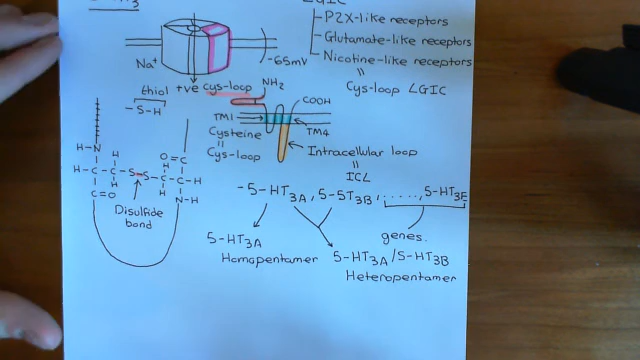 LGIC
P2X-like receptors
Glutamate-like receptors
Nicotine-like receptors
=
Cys-loop LGIC
Na⁺
-65mV
+ve
thiol
-S-H
cys-loop
NH₂
COOH
TM1
TM4
Cysteine
=
Cys-loop
Intracellular loop
=
ICL
H-N
H
H-C-C-S-S-C-C-H
H
C=O
O=C
H
H
N-H
Disulfide
bond
-5-HT3A, 5-ST3B, ......, 5-HT3E
genes.
5-HT3A
Homopentamer
5-HT3A/5-HT3B
Heteropentamer